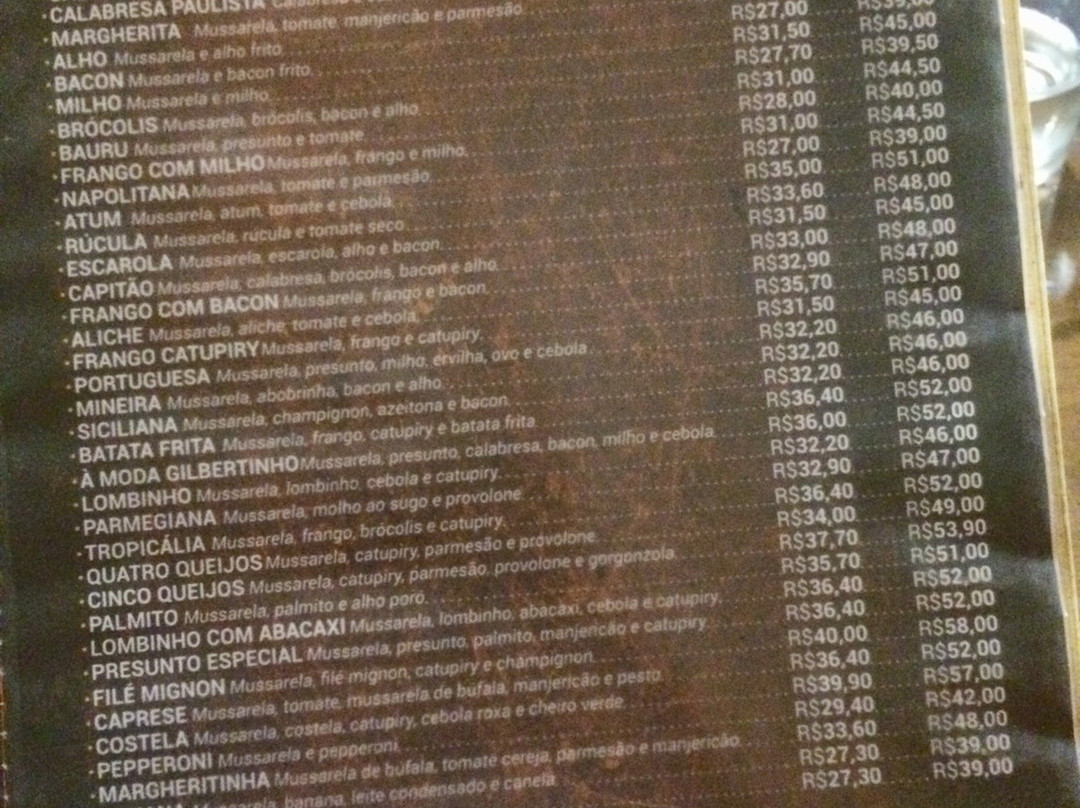 CALABRESA PAULISTA
MARGHERITA Mussarela, tomate, manjericão e parmesão
ALHO Mussarela e alho frito R$27,00 R$39,00
BACON Mussarela e bacon frito R$31,50 R$45,00
MILHO Mussarela e milho R$27,70 R$39,50
BRÓCOLIS Mussarela, brócolis, bacon e alho R$31,00 R$44,50
BAURU Mussarela, presunto e tomate R$28,00 R$40,00
FRANGO COM MILHO Mussarela, frango e milho R$31,00 R$44,50
NAPOLITANA Mussarela, tomate e parmesão R$27,00 R$39,00
ATUM Mussarela, atum, tomate e cebola R$35,00 R$51,00
RÚCULA Mussarela, rúcula e tomate seco R$33,60 R$48,00
ESCAROLA Mussarela, escarola, alho e bacon R$31,50 R$45,00
CAPITÃO Mussarela, calabresa, brócolis, bacon e alho R$33,00 R$48,00
FRANGO COM BACON Mussarela, frango e bacon R$32,90 R$47,00
ALICHE Mussarela, aliche, tomate e cebola R$35,70 R$51,00
FRANGO CATUPIRY Mussarela, frango e catupiry R$31,50 R$45,00
PORTUGUESA Mussarela, presunto, milho, ervilha, ovo e cebola R$32,20 R$46,00
MINEIRA Mussarela, abobrinha, bacon e alho R$32,20 R$46,00
SICILIANA Mussarela, champignon, azeitona e bacon R$32,20 R$46,00
BATATA FRITA Mussarela, frango, catupiry e batata frita R$36,40 R$52,00
À MODA GILBERTINHO Mussarela, presunto, calabresa, bacon, milho e cebola R$36,00 R$52,00
LOMBINHO Mussarela, lombinho, cebola e catupiry R$32,20 R$46,00
PARMEGIANA Mussarela, molho ao sugo e provolone R$32,90 R$47,00
TROPICÁLIA Mussarela, frango, brócolis e catupiry R$36,40 R$52,00
QUATRO QUEIJOS Mussarela, catupiry, parmesão e provolone R$34,00 R$49,00
CINCO QUEIJOS Mussarela, catupiry, parmesão, provolone e gorgonzola R$37,70 R$53,90
PALMITO Mussarela, palmito e alho poró R$35,70 R$51,00
LOMBINHO COM ABACAXI Mussarela, lombinho, abacaxi, cebola e catupiry R$36,40 R$52,00
PRESUNTO ESPECIAL Mussarela, presunto, palmito, manjericão e catupiry R$36,40 R$52,00
FILÉ MIGNON Mussarela, filé mignon, catupiry e champignon R$40,00 R$58,00
CAPRESE Mussarela, tomate, mussarela de búfala, manjericão e pesto R$36,40 R$52,00
COSTELA Mussarela, costela, catupiry, cebola roxa e cheiro verde R$39,90 R$57,00
PEPPERONI Mussarela e pepperoni R$29,40 R$42,00
MARGHERITINHA Mussarela de búfala, tomate cereja, parmesão e manjericão R$33,60 R$48,00
Mussarela, banana, leite condensado e canela R$27,30 R$39,00
R$27,30 R$39,00